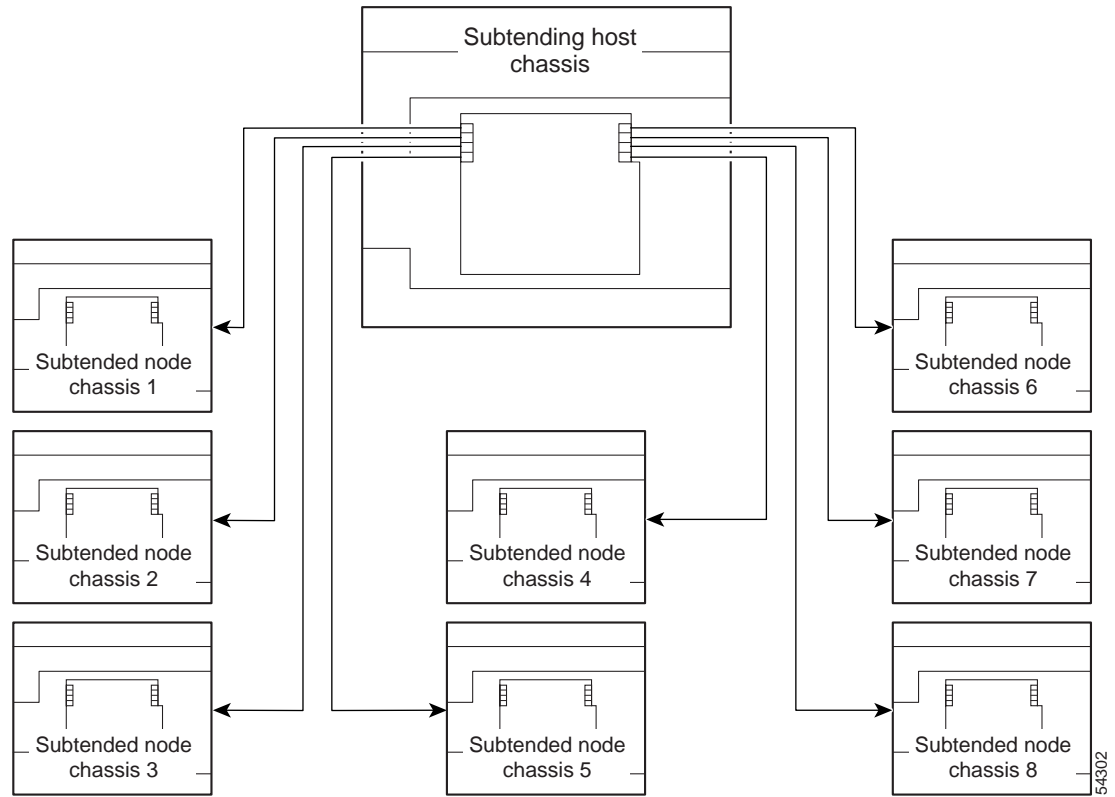 Subtending host
chassis
Subtended node
chassis 1
Subtended node
chassis 6
Subtended node
chassis 2
Subtended node
chassis 4
Subtended node
chassis 7
Subtended node
chassis 3
Subtended node
chassis 5
Subtended node
chassis 8
54302